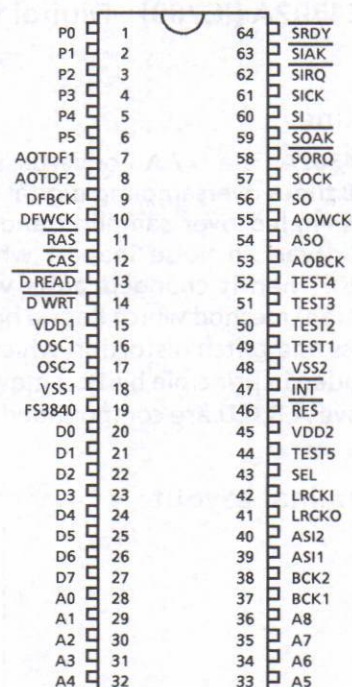 P0 1 64 SRDY
P1 2 63 SIAK
P2 3 62 SIRQ
P3 4 61 SICK
P4 5 60 SI
P5 6 59 SOAK
AOTDF1 7 58 SORQ
AOTDF2 8 57 SOCK
DFBCK 9 56 SO
DFWCK 10 55 AOWCK
RAS 11 54 ASO
CAS 12 53 AOBCK
D READ 13 52 TEST4
D WRT 14 51 TEST3
VDD1 15 50 TEST2
OSC1 16 49 TEST1
OSC2 17 48 VSS2
VSS1 18 47 INT
FS3840 19 46 RES
D0 20 45 VDD2
D1 21 44 TEST5
D2 22 43 SEL
D3 23 42 LRCKI
D4 24 41 LRCKO
D5 25 40 ASI2
D6 26 39 ASI1
D7 27 38 BCK2
A0 28 37 BCK1
A1 29 36 A8
A2 30 35 A7
A3 31 34 A6
A4 32 33 A5